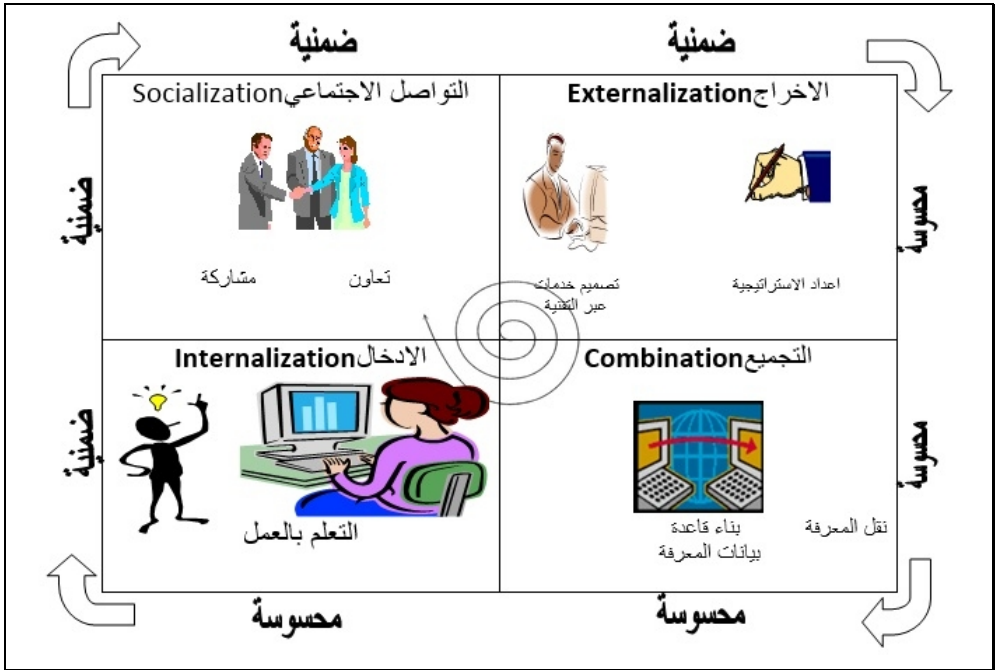 ضمنية
ضمنية
التواصل الاجتماعيSocialization
الاخراجExternalization
ضمنية
محسوسة
تعاون
مشاركة
اعداد الاستراتيجية
تصميم خدمات
عبر التقنية
الادخالInternalization
التجميعCombination
ضمنية
محسوسة
التعلم بالعمل
نقل المعرفة
بناء قاعدة
بيانات المعرفة
محسوسة
محسوسة